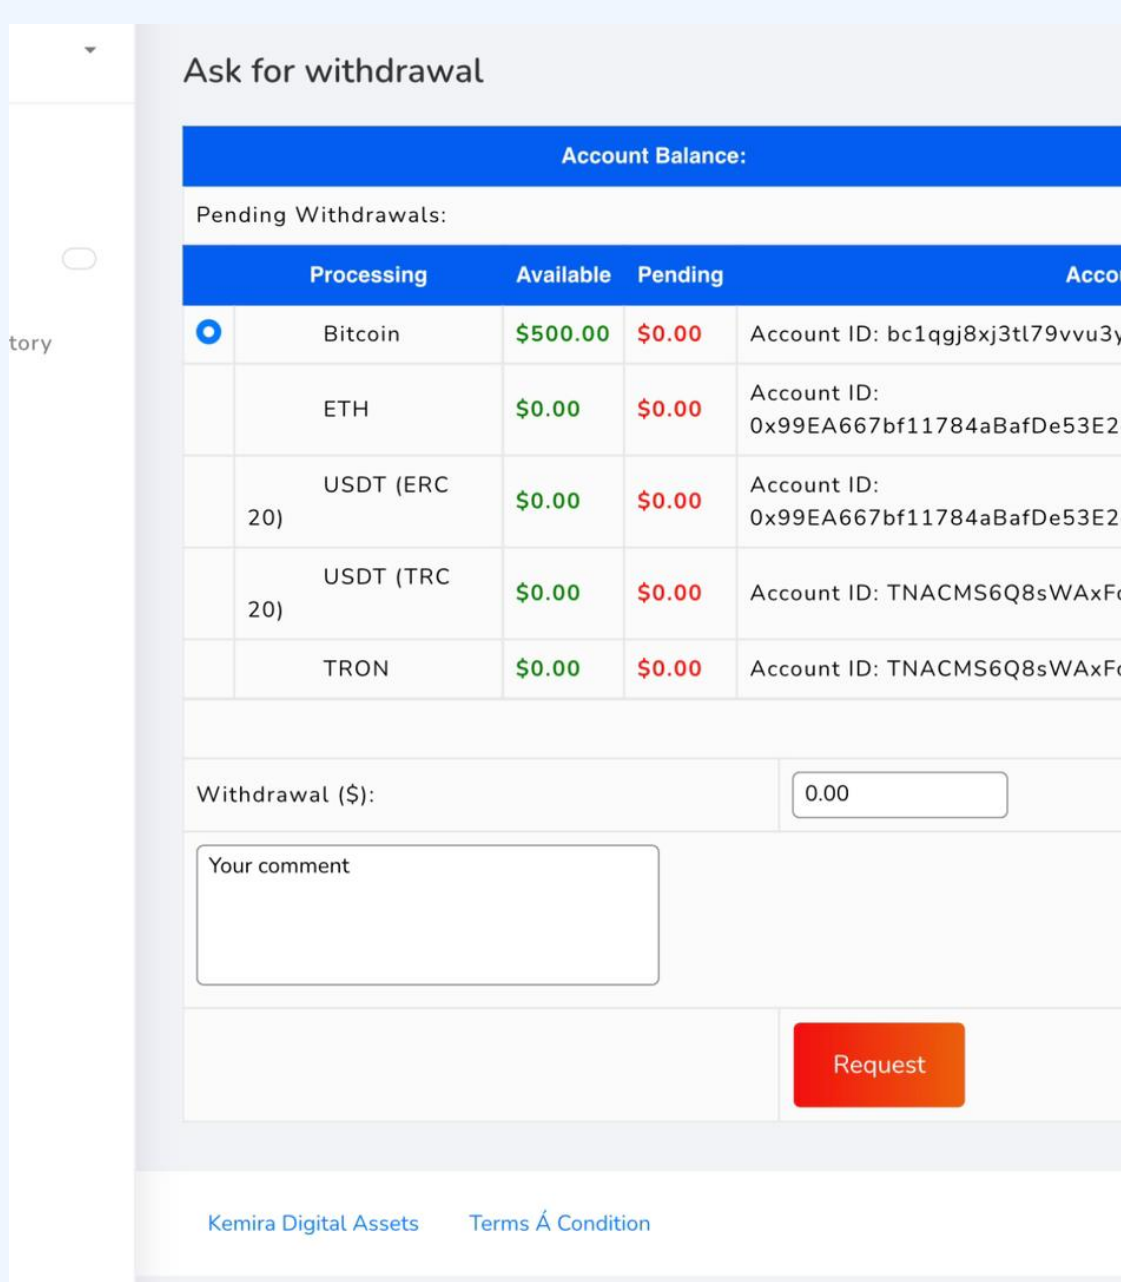 Ask for withdrawal
Account Balance:
Pending Withdrawals:
Processing Available Pending Acco
Bitcoin $500.00 $0.00 Account ID: bc1qgj8xj3tl79vvu3y
tory
ETH $0.00 $0.00 Account ID:
0x99EA667bf11784aBafDe53E2
USDT (ERC
20) $0.00 $0.00 Account ID:
0x99EA667bf11784aBafDe53E2
USDT (TRC
20) $0.00 $0.00 Account ID: TNACMS6Q8sWAxF
TRON $0.00 $0.00 Account ID: TNACMS6Q8sWAxF
Withdrawal ($): 0.00
Your comment
Request
Kemira Digital Assets Terms Á Condition